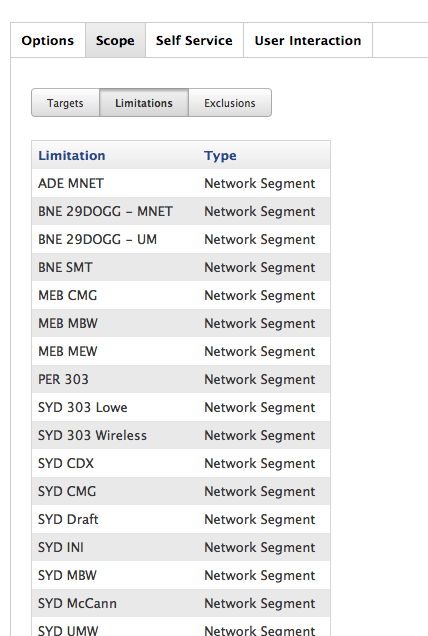 Options Scope Self Service User Interaction
Targets Limitations Exclusions
Limitation Type
ADE MNET Network Segment
BNE 29DOGG - MNET Network Segment
BNE 29DOGG - UM Network Segment
BNE SMT Network Segment
MEB CMG Network Segment
MEB MBW Network Segment
MEB MEW Network Segment
PER 303 Network Segment
SYD 303 Lowe Network Segment
SYD 303 Wireless Network Segment
SYD CDX Network Segment
SYD CMG Network Segment
SYD Draft Network Segment
SYD INI Network Segment
SYD MBW Network Segment
SYD McCann Network Segment
SYD UMW Network Segment